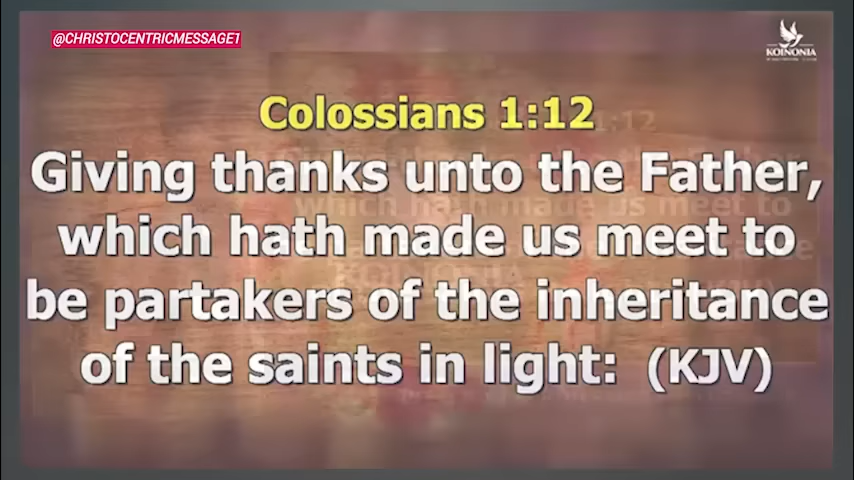 @CHRISTOCENTRICMESSAGE1
KOINONIA
Colossians 1:12
Giving thanks unto the Father,
which hath made us meet to
be partakers of the inheritance
of the saints in light: (KJV)